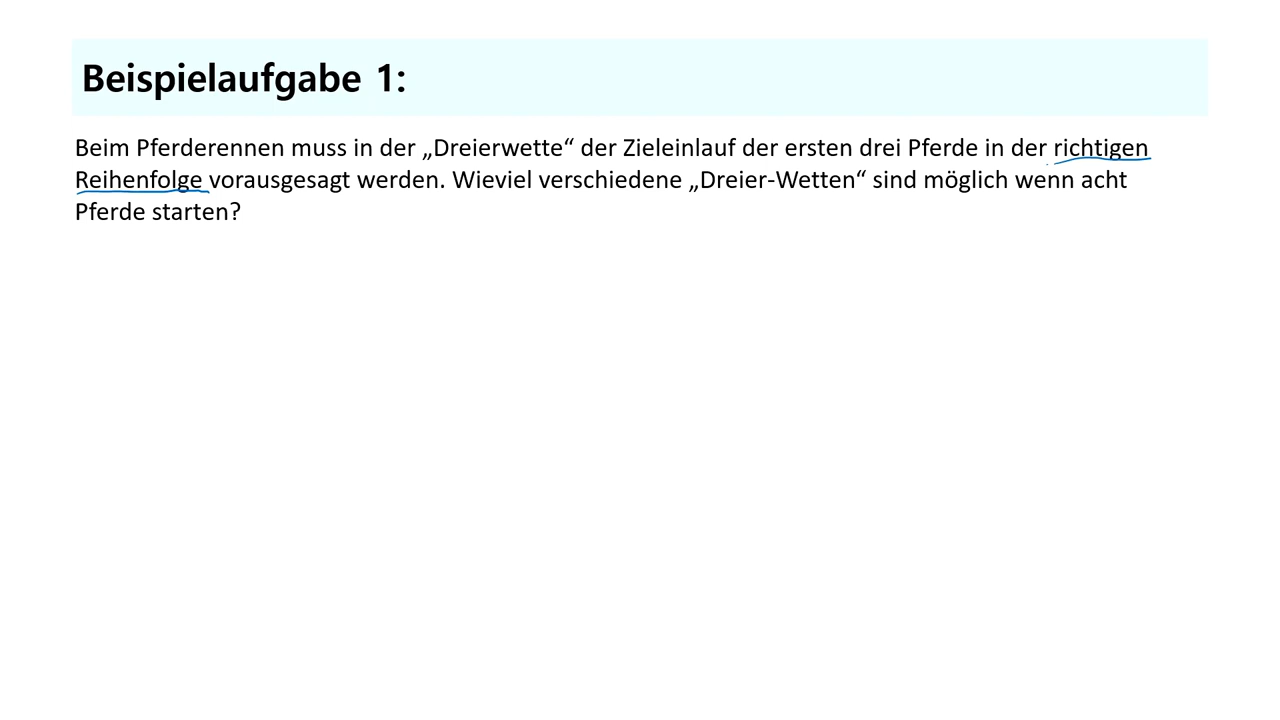 Beispielaufgabe 1:
Beim Pferderennen muss in der „Dreierwette“ der Zieleinlauf der ersten drei Pferde in der richtigen
Reihenfolge vorausgesagt werden. Wieviel verschiedene „Dreier-Wetten“ sind möglich wenn acht
Pferde starten?